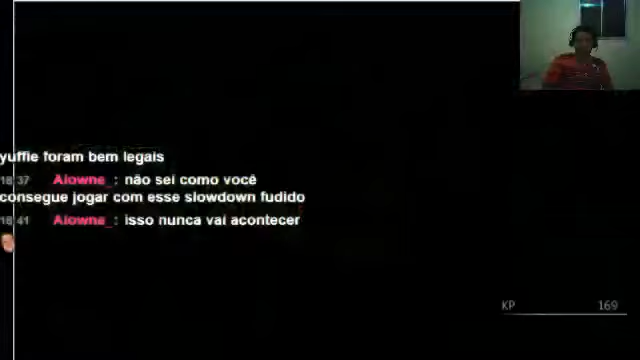 yuffie foram bem legais
18:37 Alowne_: não sei como você
consegue jogar com esse slowdown fudido
18:41 Alowne_: isso nunca vai acontecer
KP 169